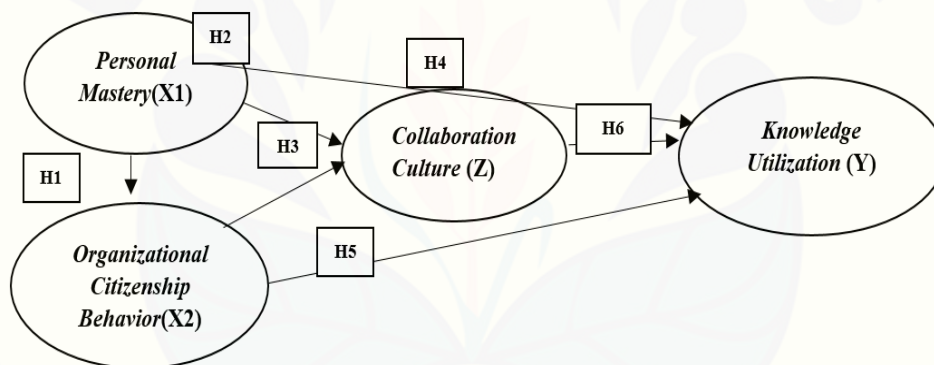 H2
Personal
Mastery(X1)
H4
H3
Collaboration
Culture (Z)
H6
Knowledge
Utilization (Y)
H1
Organizational
Citizenship
Behavior(X2)
H5